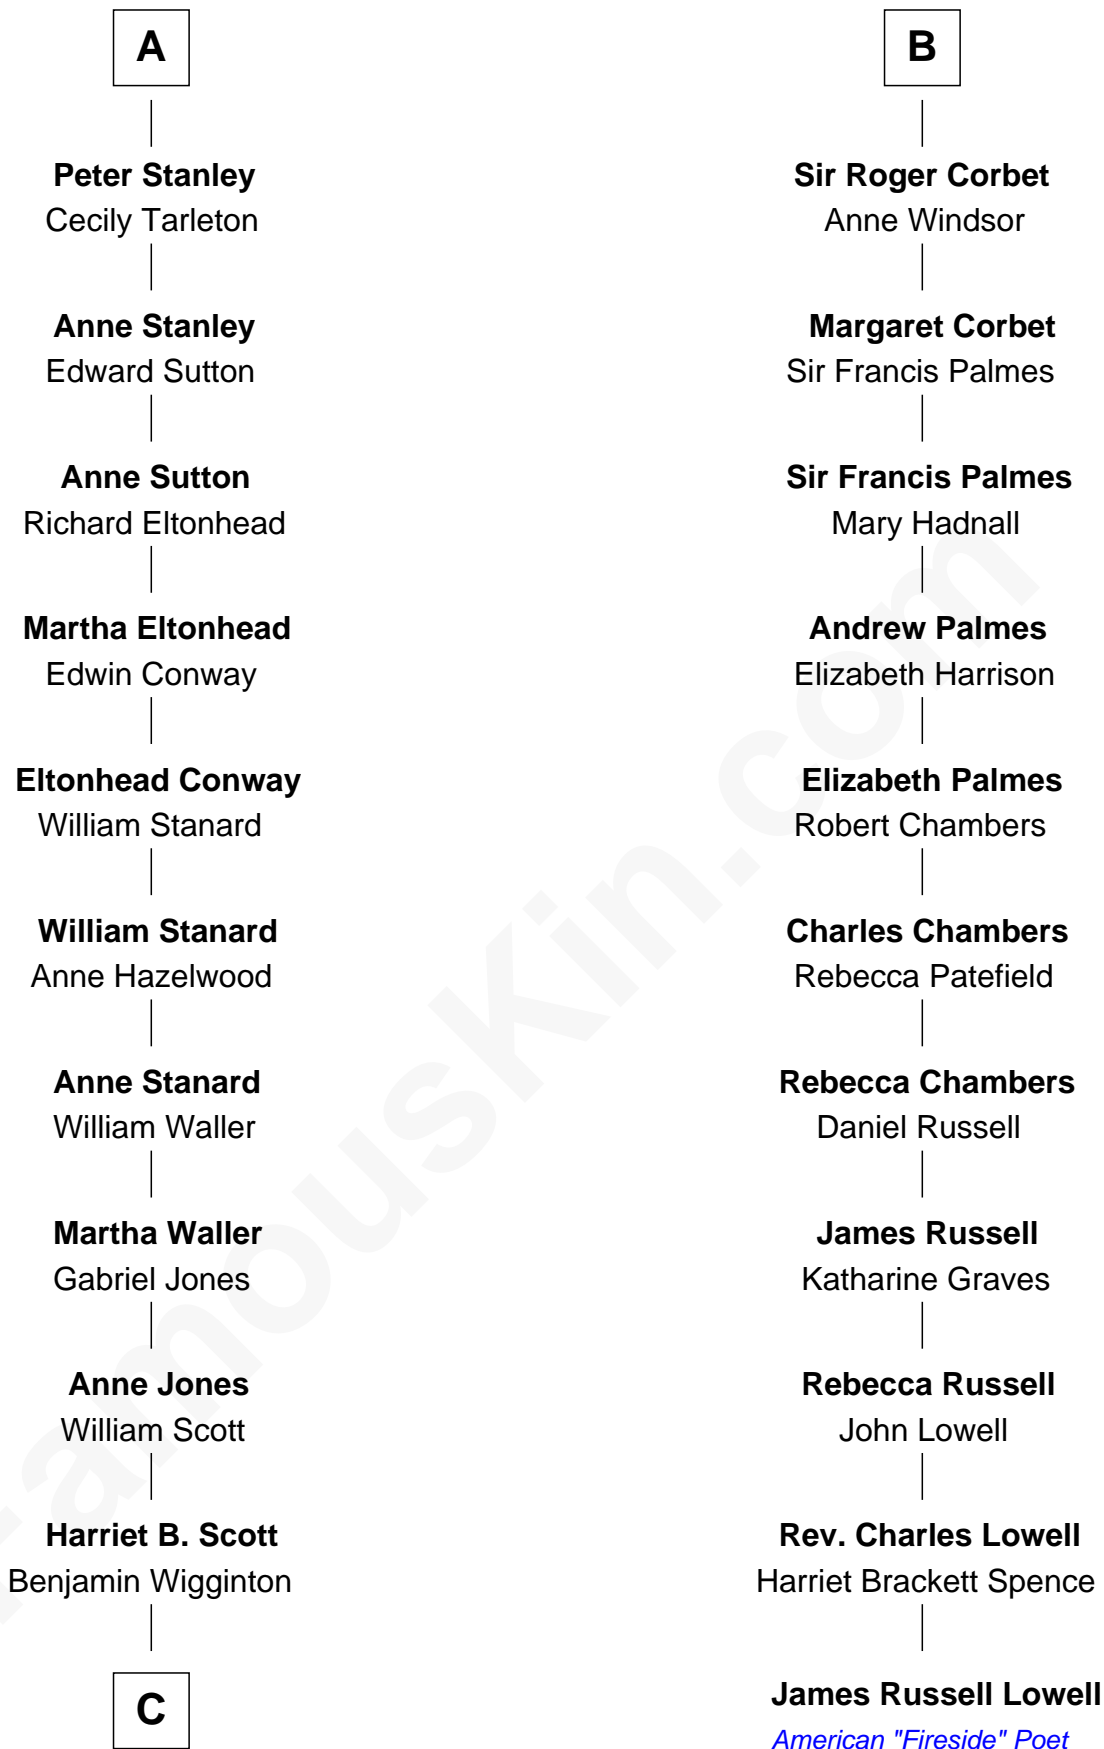 A
Peter Stanley
Cecily Tarleton
Anne Stanley
Edward Sutton
Anne Sutton
Richard Eltonhead
Martha Eltonhead
Edwin Conway
Eltonhead Conway
William Stanard
William Stanard
Anne Hazelwood
Anne Stanard
William Waller
Martha Waller
Gabriel Jones
Anne Jones
William Scott
Harriet B. Scott
Benjamin Wigginton
C
B
Sir Roger Corbet
Anne Windsor
Margaret Corbet
Sir Francis Palmes
Sir Francis Palmes
Mary Hadnall
Andrew Palmes
Elizabeth Harrison
Elizabeth Palmes
Robert Chambers
Charles Chambers
Rebecca Patefield
Rebecca Chambers
Daniel Russell
James Russell
Katharine Graves
Rebecca Russell
John Lowell
Rev. Charles Lowell
Harriet Brackett Spence
James Russell Lowell
American "Fireside" Poet
FamousKin.com